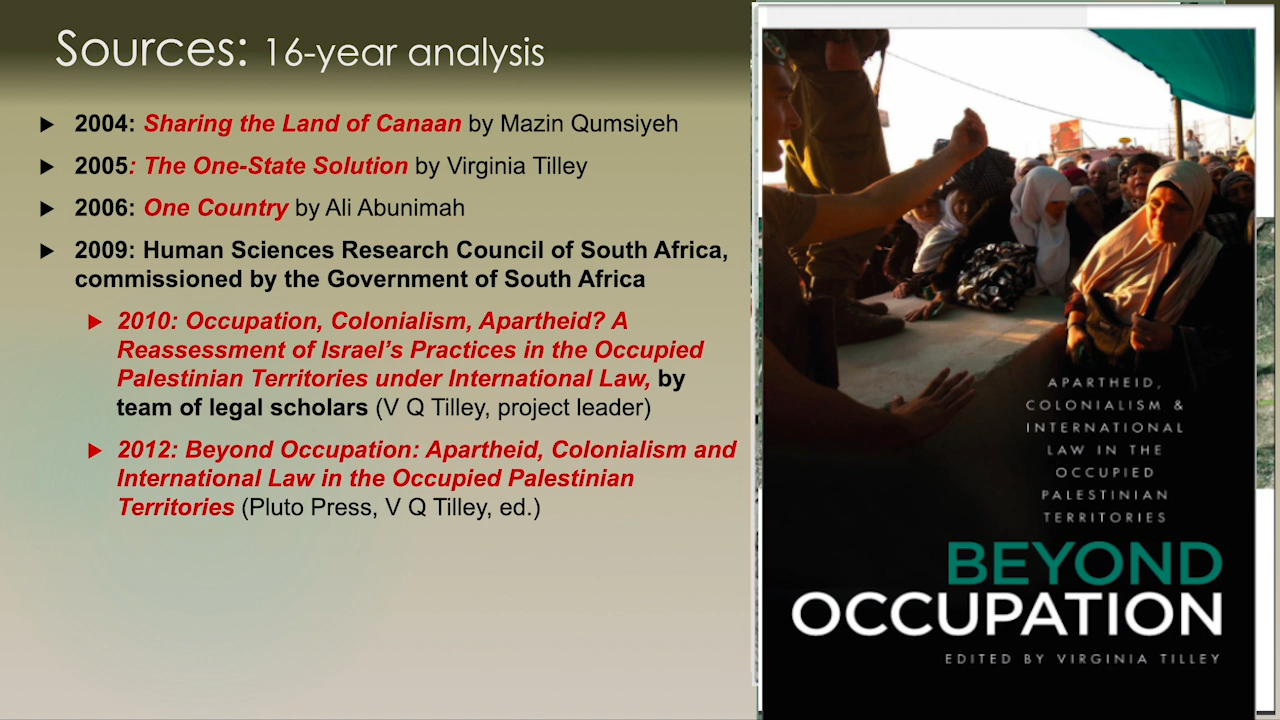 Sources: 16-year analysis
2004: Sharing the Land of Canaan by Mazin Qumsiyeh
2005: The One-State Solution by Virginia Tilley
2006: One Country by Ali Abunimah
2009: Human Sciences Research Council of South Africa,
commissioned by the Government of South Africa
2010: Occupation, Colonialism, Apartheid? A
Reassessment of Israel's Practices in the Occupied
Palestinian Territories under International Law, by
team of legal scholars (V Q Tilley, project leader)
2012: Beyond Occupation: Apartheid, Colonialism and
International Law in the Occupied Palestinian
Territories (Pluto Press, V Q Tilley, ed.)
APARTHEID,
COLONIALISM &
INTERNATIONAL
LAW IN THE
OCCUPIED
PALESTINIAN
TERRITORIES
BEYOND
OCCUPATION
EDITED BY VIRGINIA TILLEY